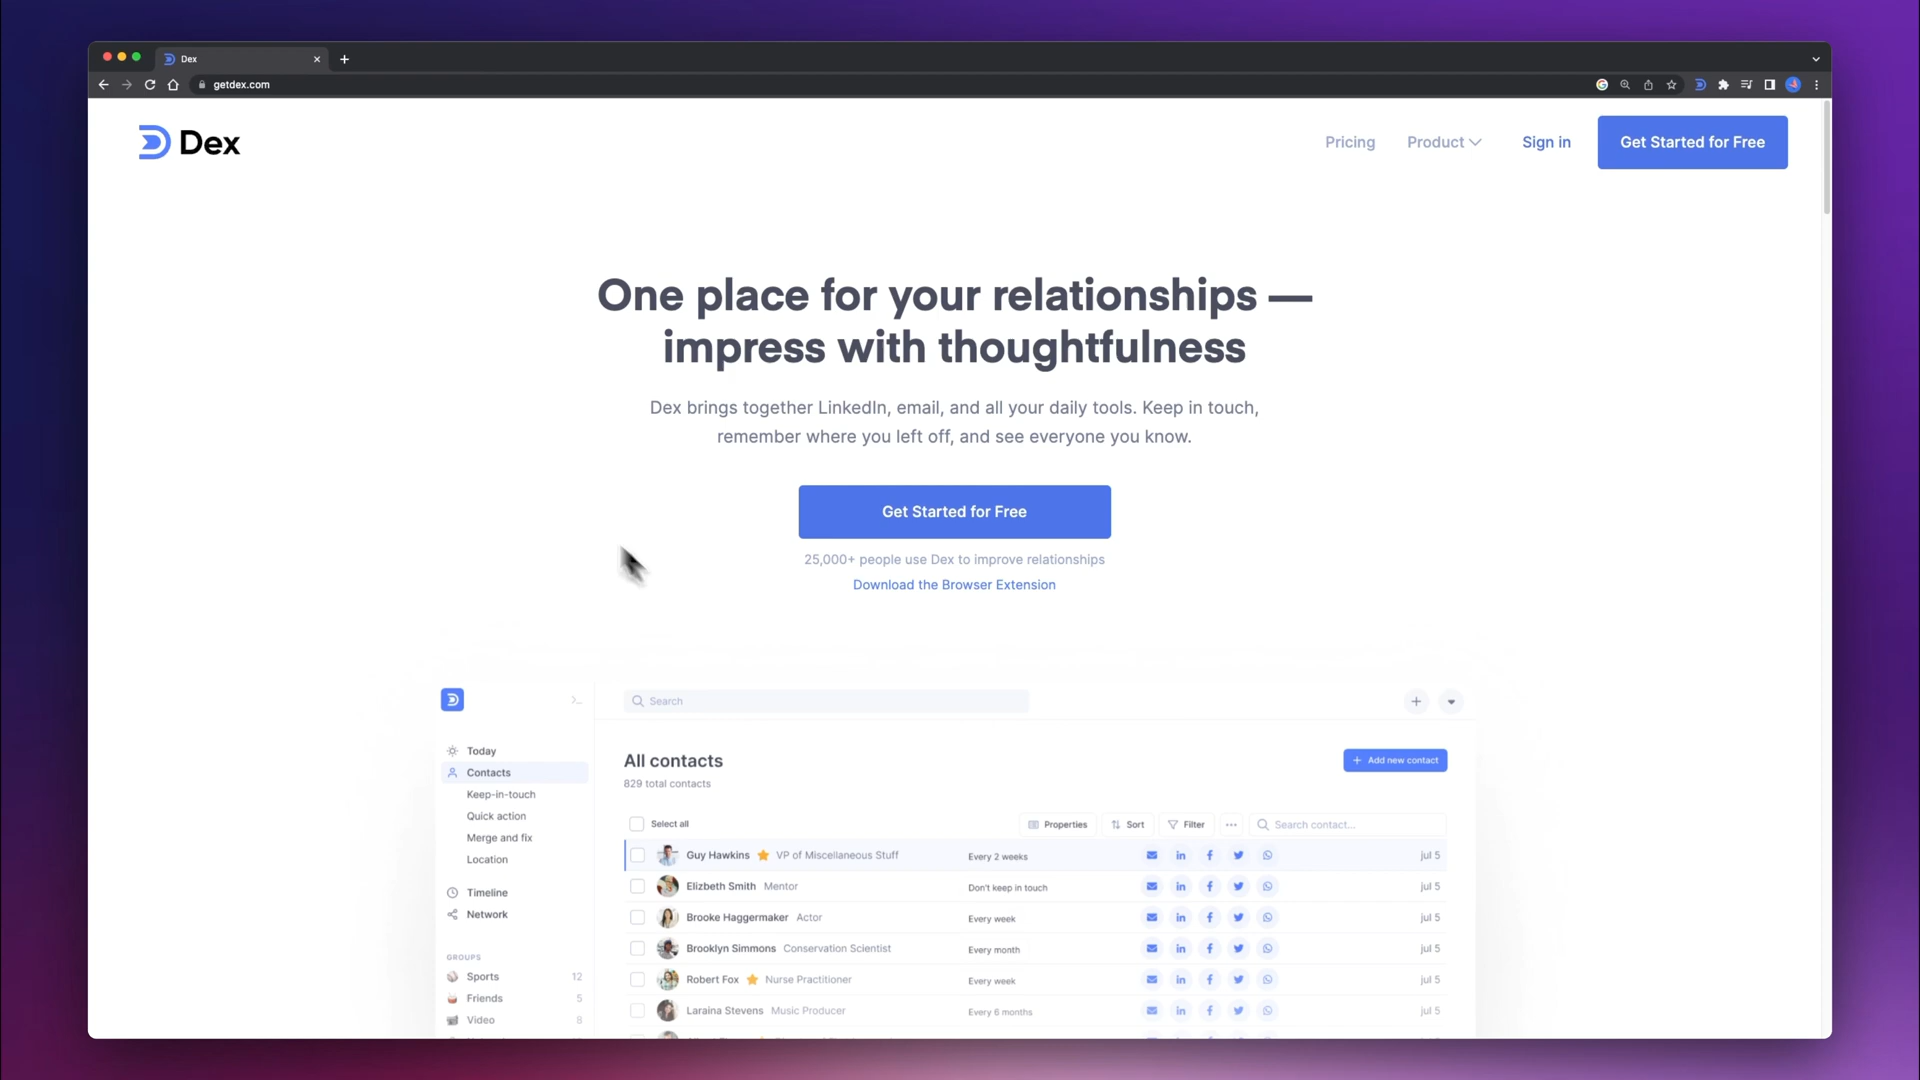 Dex
getdex.com
Dex
Pricing
Product
Sign in
Get Started for Free
One place for your relationships —
impress with thoughtfulness
Dex brings together LinkedIn, email, and all your daily tools. Keep in touch,
remember where you left off, and see everyone you know.
Get Started for Free
25,000+ people use Dex to improve relationships
Download the Browser Extension
Search
Today
Contacts
Keep-in-touch
Quick action
Merge and fix
Location
Timeline
Network
GROUPS
Sports 12
Friends 5
Video 8
All contacts
829 total contacts
+ Add new contact
Select all
Properties
Sort
Filter
Search contact...
Guy Hawkins VP of Miscellaneous Stuff Every 2 weeks jul 5
Elizbeth Smith Mentor Don't keep in touch jul 5
Brooke Haggermaker Actor Every week jul 5
Brooklyn Simmons Conservation Scientist Every month jul 5
Robert Fox Nurse Practitioner Every week jul 5
Laraina Stevens Music Producer Every 6 months jul 5